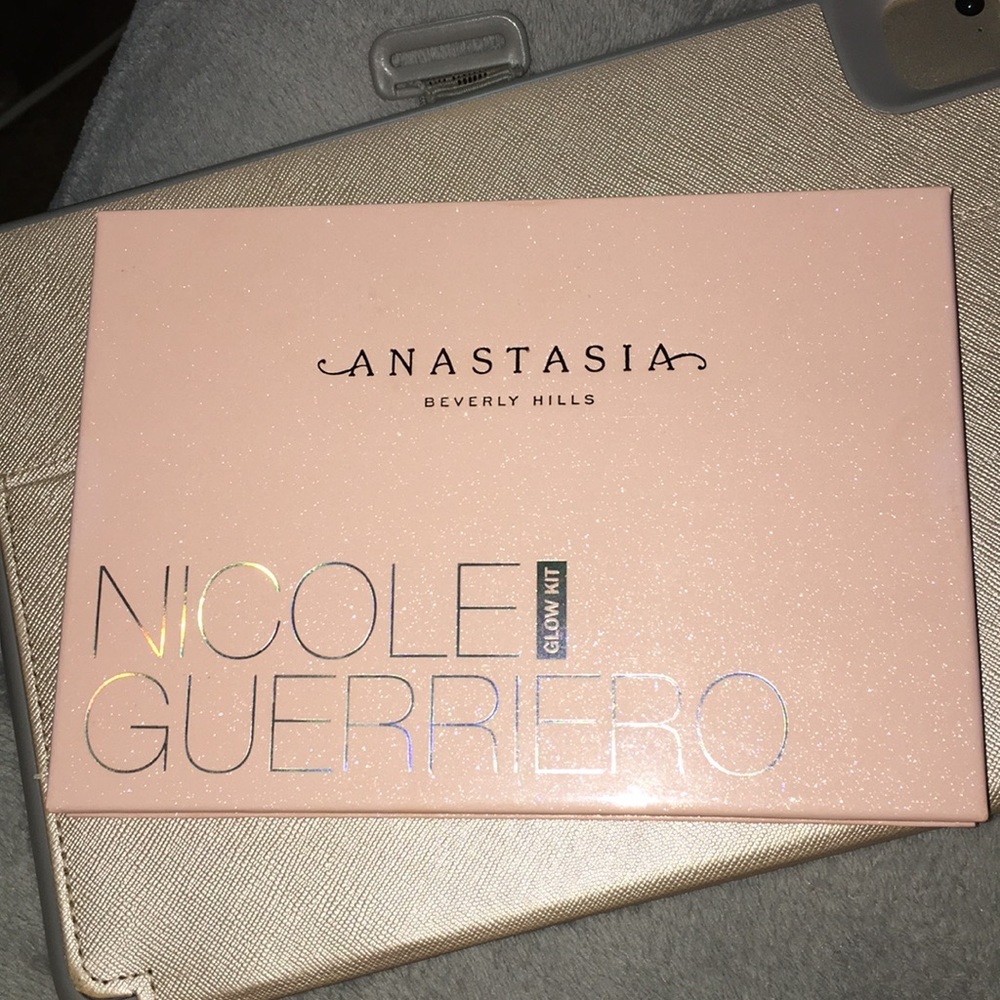 ANASTASIA
BEVERLY HILLS
NICOLE
GLOW KIT
GUERRIERO